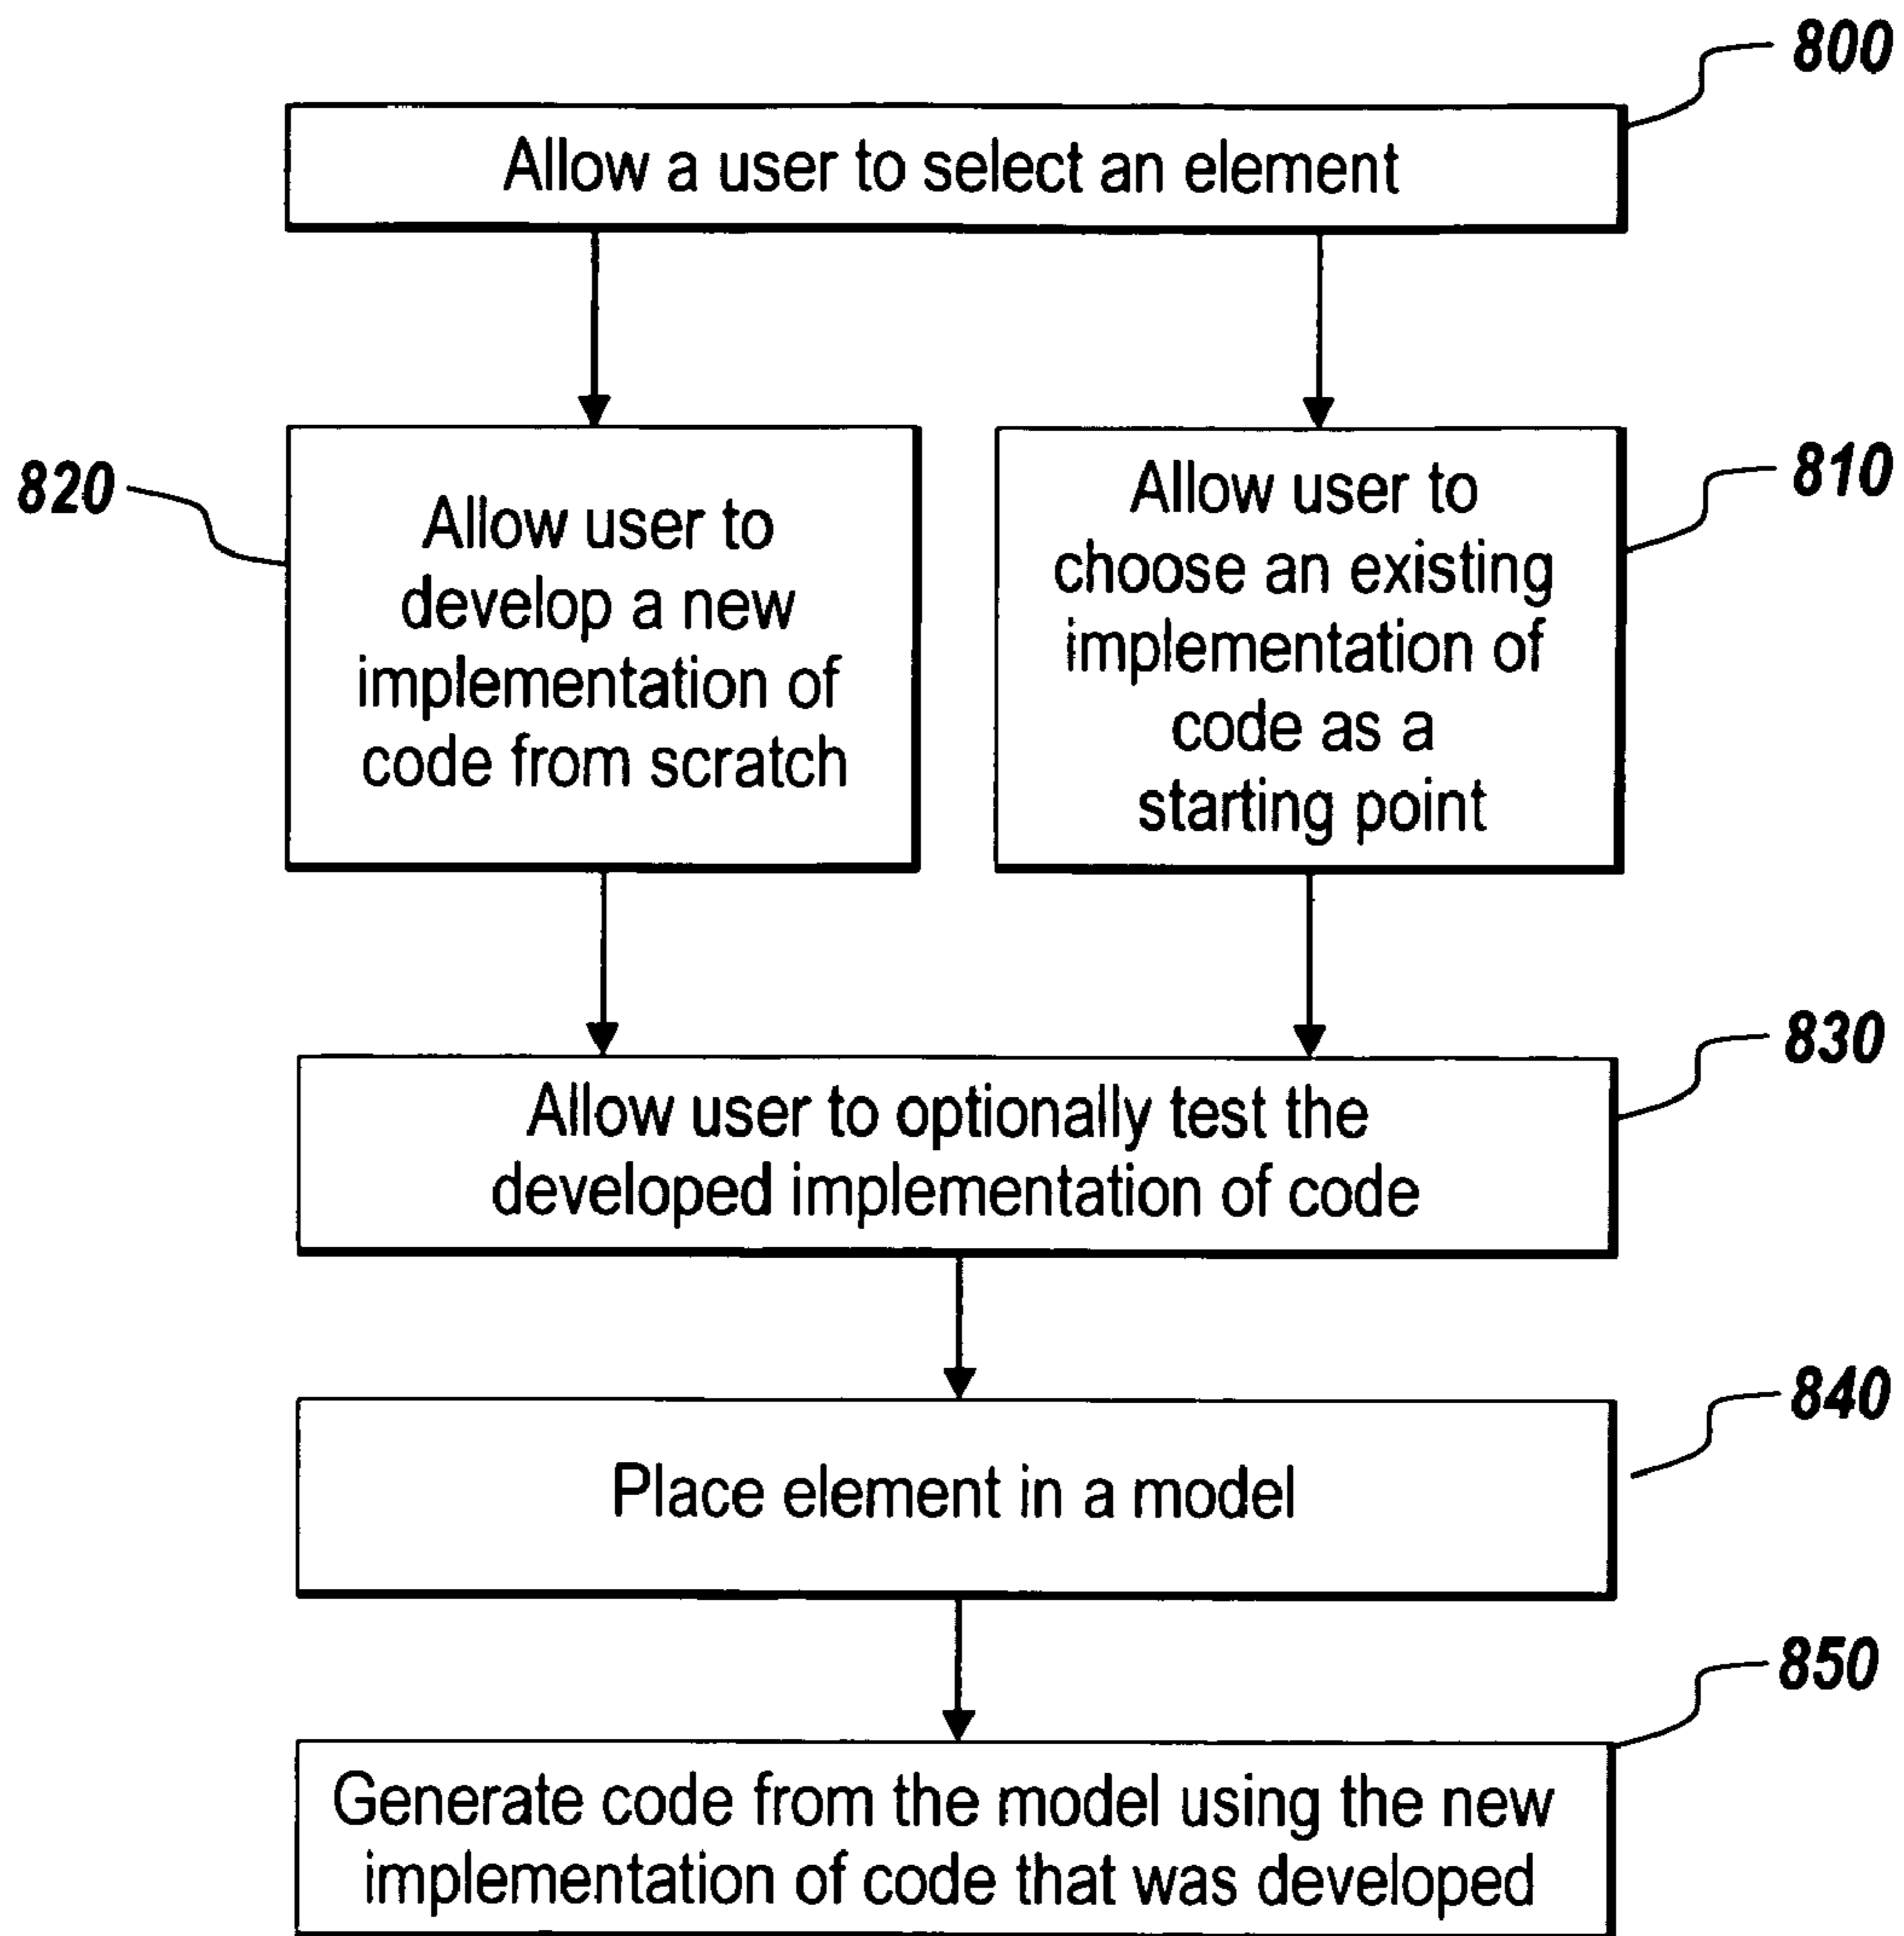 800
Allow a user to select an element
820
Allow user to
develop a new
implementation of
code from scratch
810
Allow user to
choose an existing
implementation of
code as a
starting point
830
Allow user to optionally test the
developed implementation of code
840
Place element in a model
850
Generate code from the model using the new
implementation of code that was developed